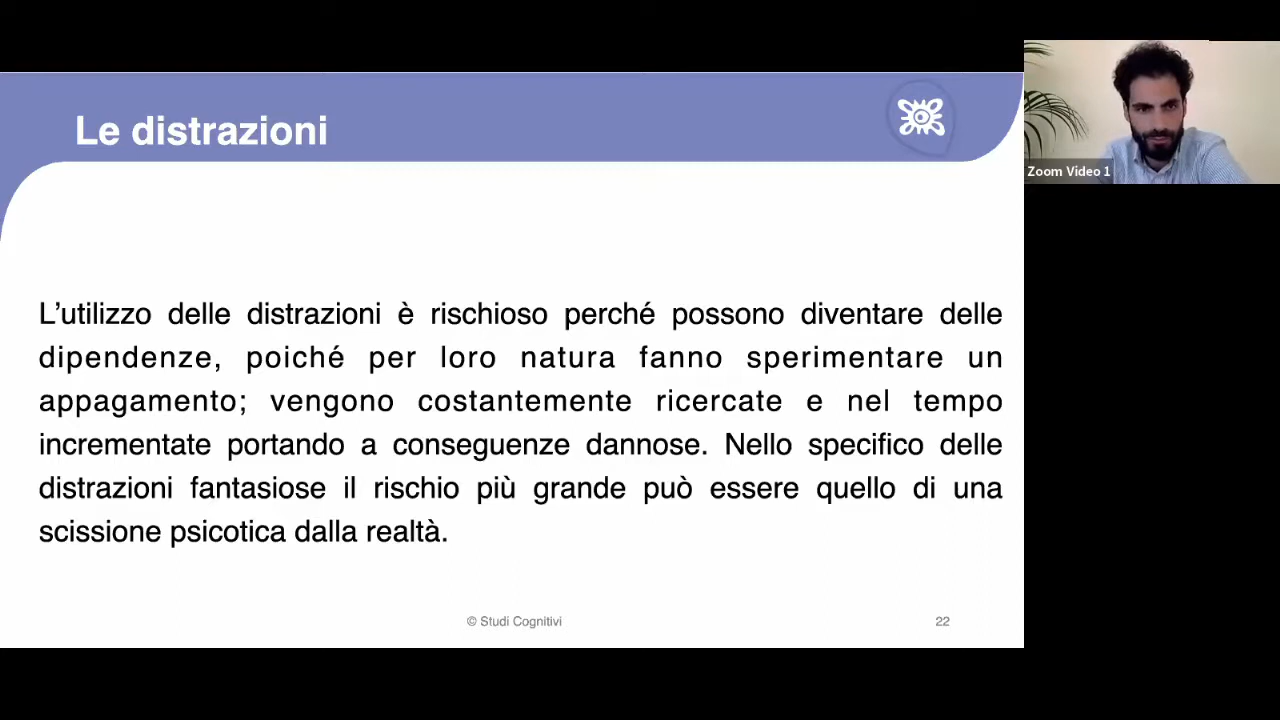 Le distrazioni
Zoom Video 1
L’utilizzo delle distrazioni è rischioso perché possono diventare delle
dipendenze, poiché per loro natura fanno sperimentare un
appagamento; vengono costantemente ricercate e nel tempo
incrementate portando a conseguenze dannose. Nello specifico delle
distrazioni fantasiose il rischio più grande può essere quello di una
scissione psicotica dalla realtà.
© Studi Cognitivi
22